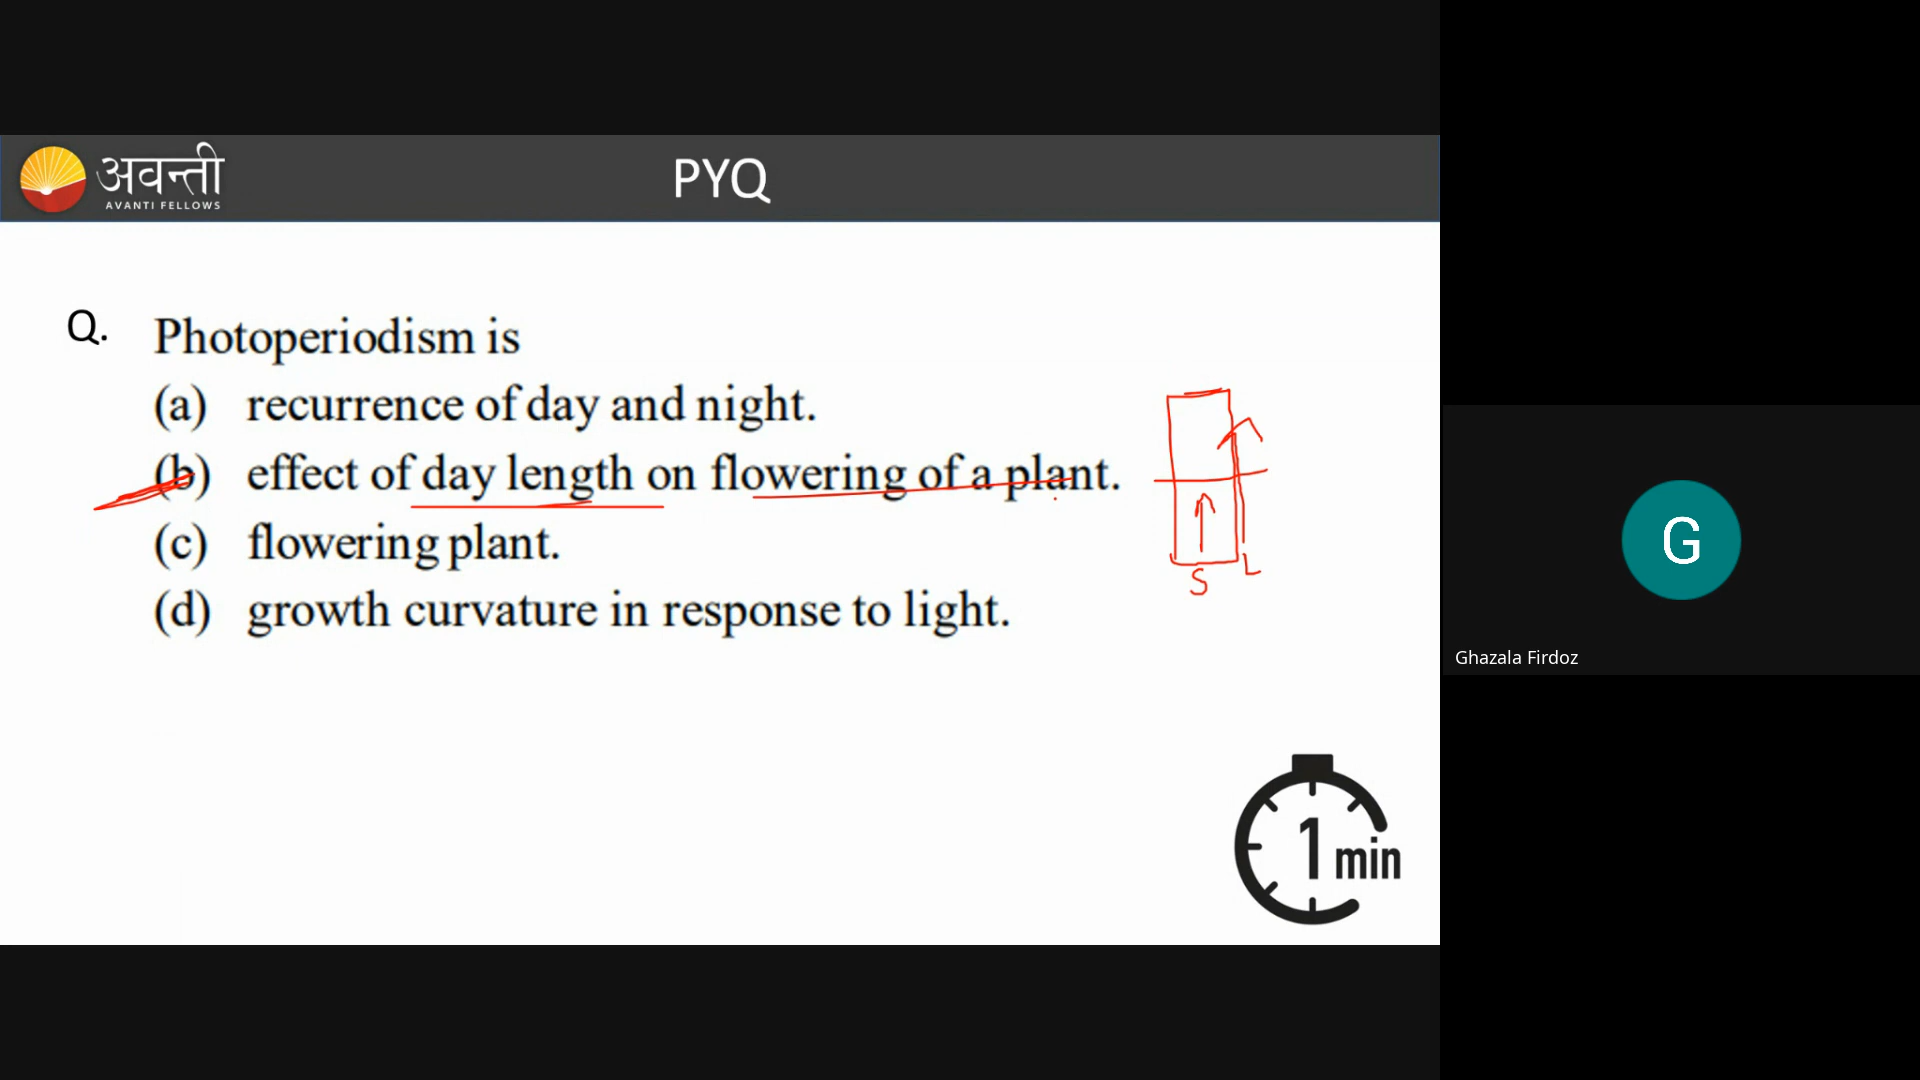 अवन्ती
AVANTI FELLOWS
PYQ
Q. Photoperiodism is
(a) recurrence of day and night.
(b) effect of day length on flowering of a plant.
(c) flowering plant.
(d) growth curvature in response to light.
S L
1 min
G
Ghazala Firdoz